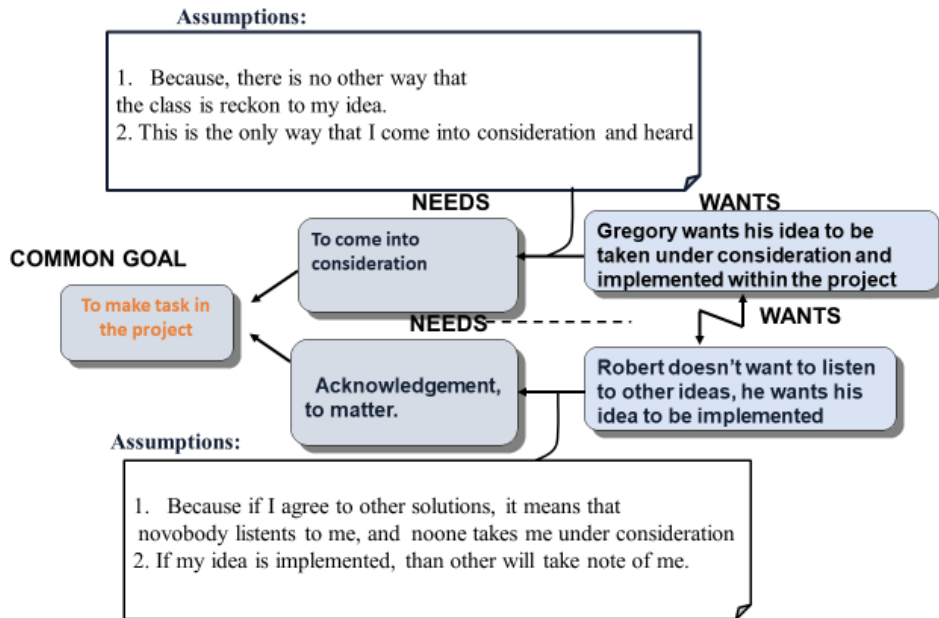 Assumptions:
1. Because, there is no other way that
the class is reckon to my idea.
2. This is the only way that I come into consideration and heard
NEEDS
WANTS
To come into
consideration
Gregory wants his idea to be
taken under consideration and
implemented within the project
COMMON GOAL
To make task in
the project
NEEDS
WANTS
Acknowledgement,
to matter.
Robert doesn't want to listen
to other ideas, he wants his
idea to be implemented
Assumptions:
1. Because if I agree to other solutions, it means that
novobody listents to me, and noone takes me under consideration
2. If my idea is implemented, than other will take note of me.